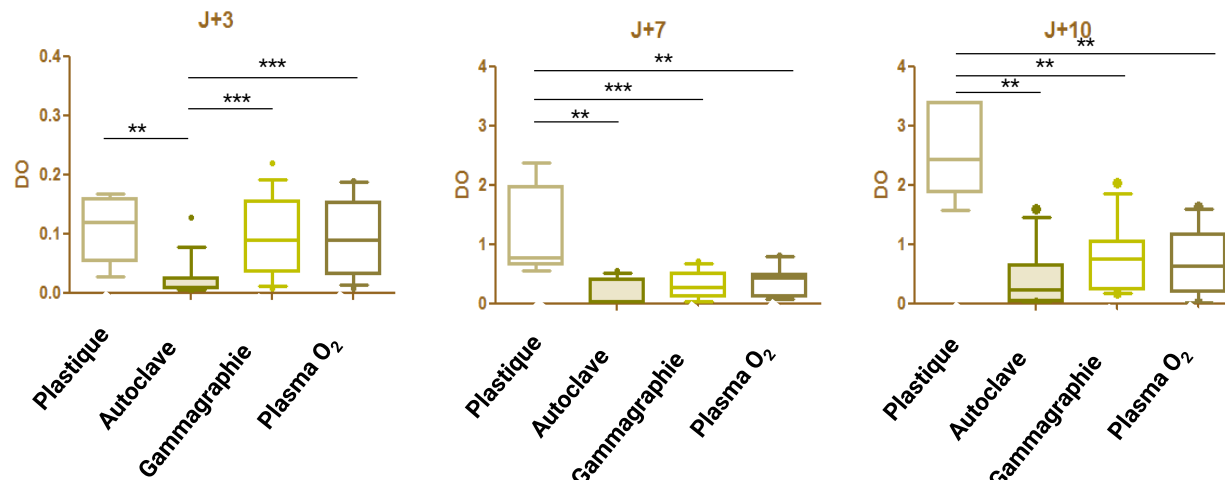 J+3
***
***
**
0.4
0.3
0.2
0.1
0.0
DO
Plastique
Autoclave
Gammagraphie
Plasma O₂
J+7
**
***
**
4
3
2
1
0
DO
Plastique
Autoclave
Gammagraphie
Plasma O₂
J+10
**
**
**
4
3
2
1
0
DO
Plastique
Autoclave
Gammagraphie
Plasma O₂